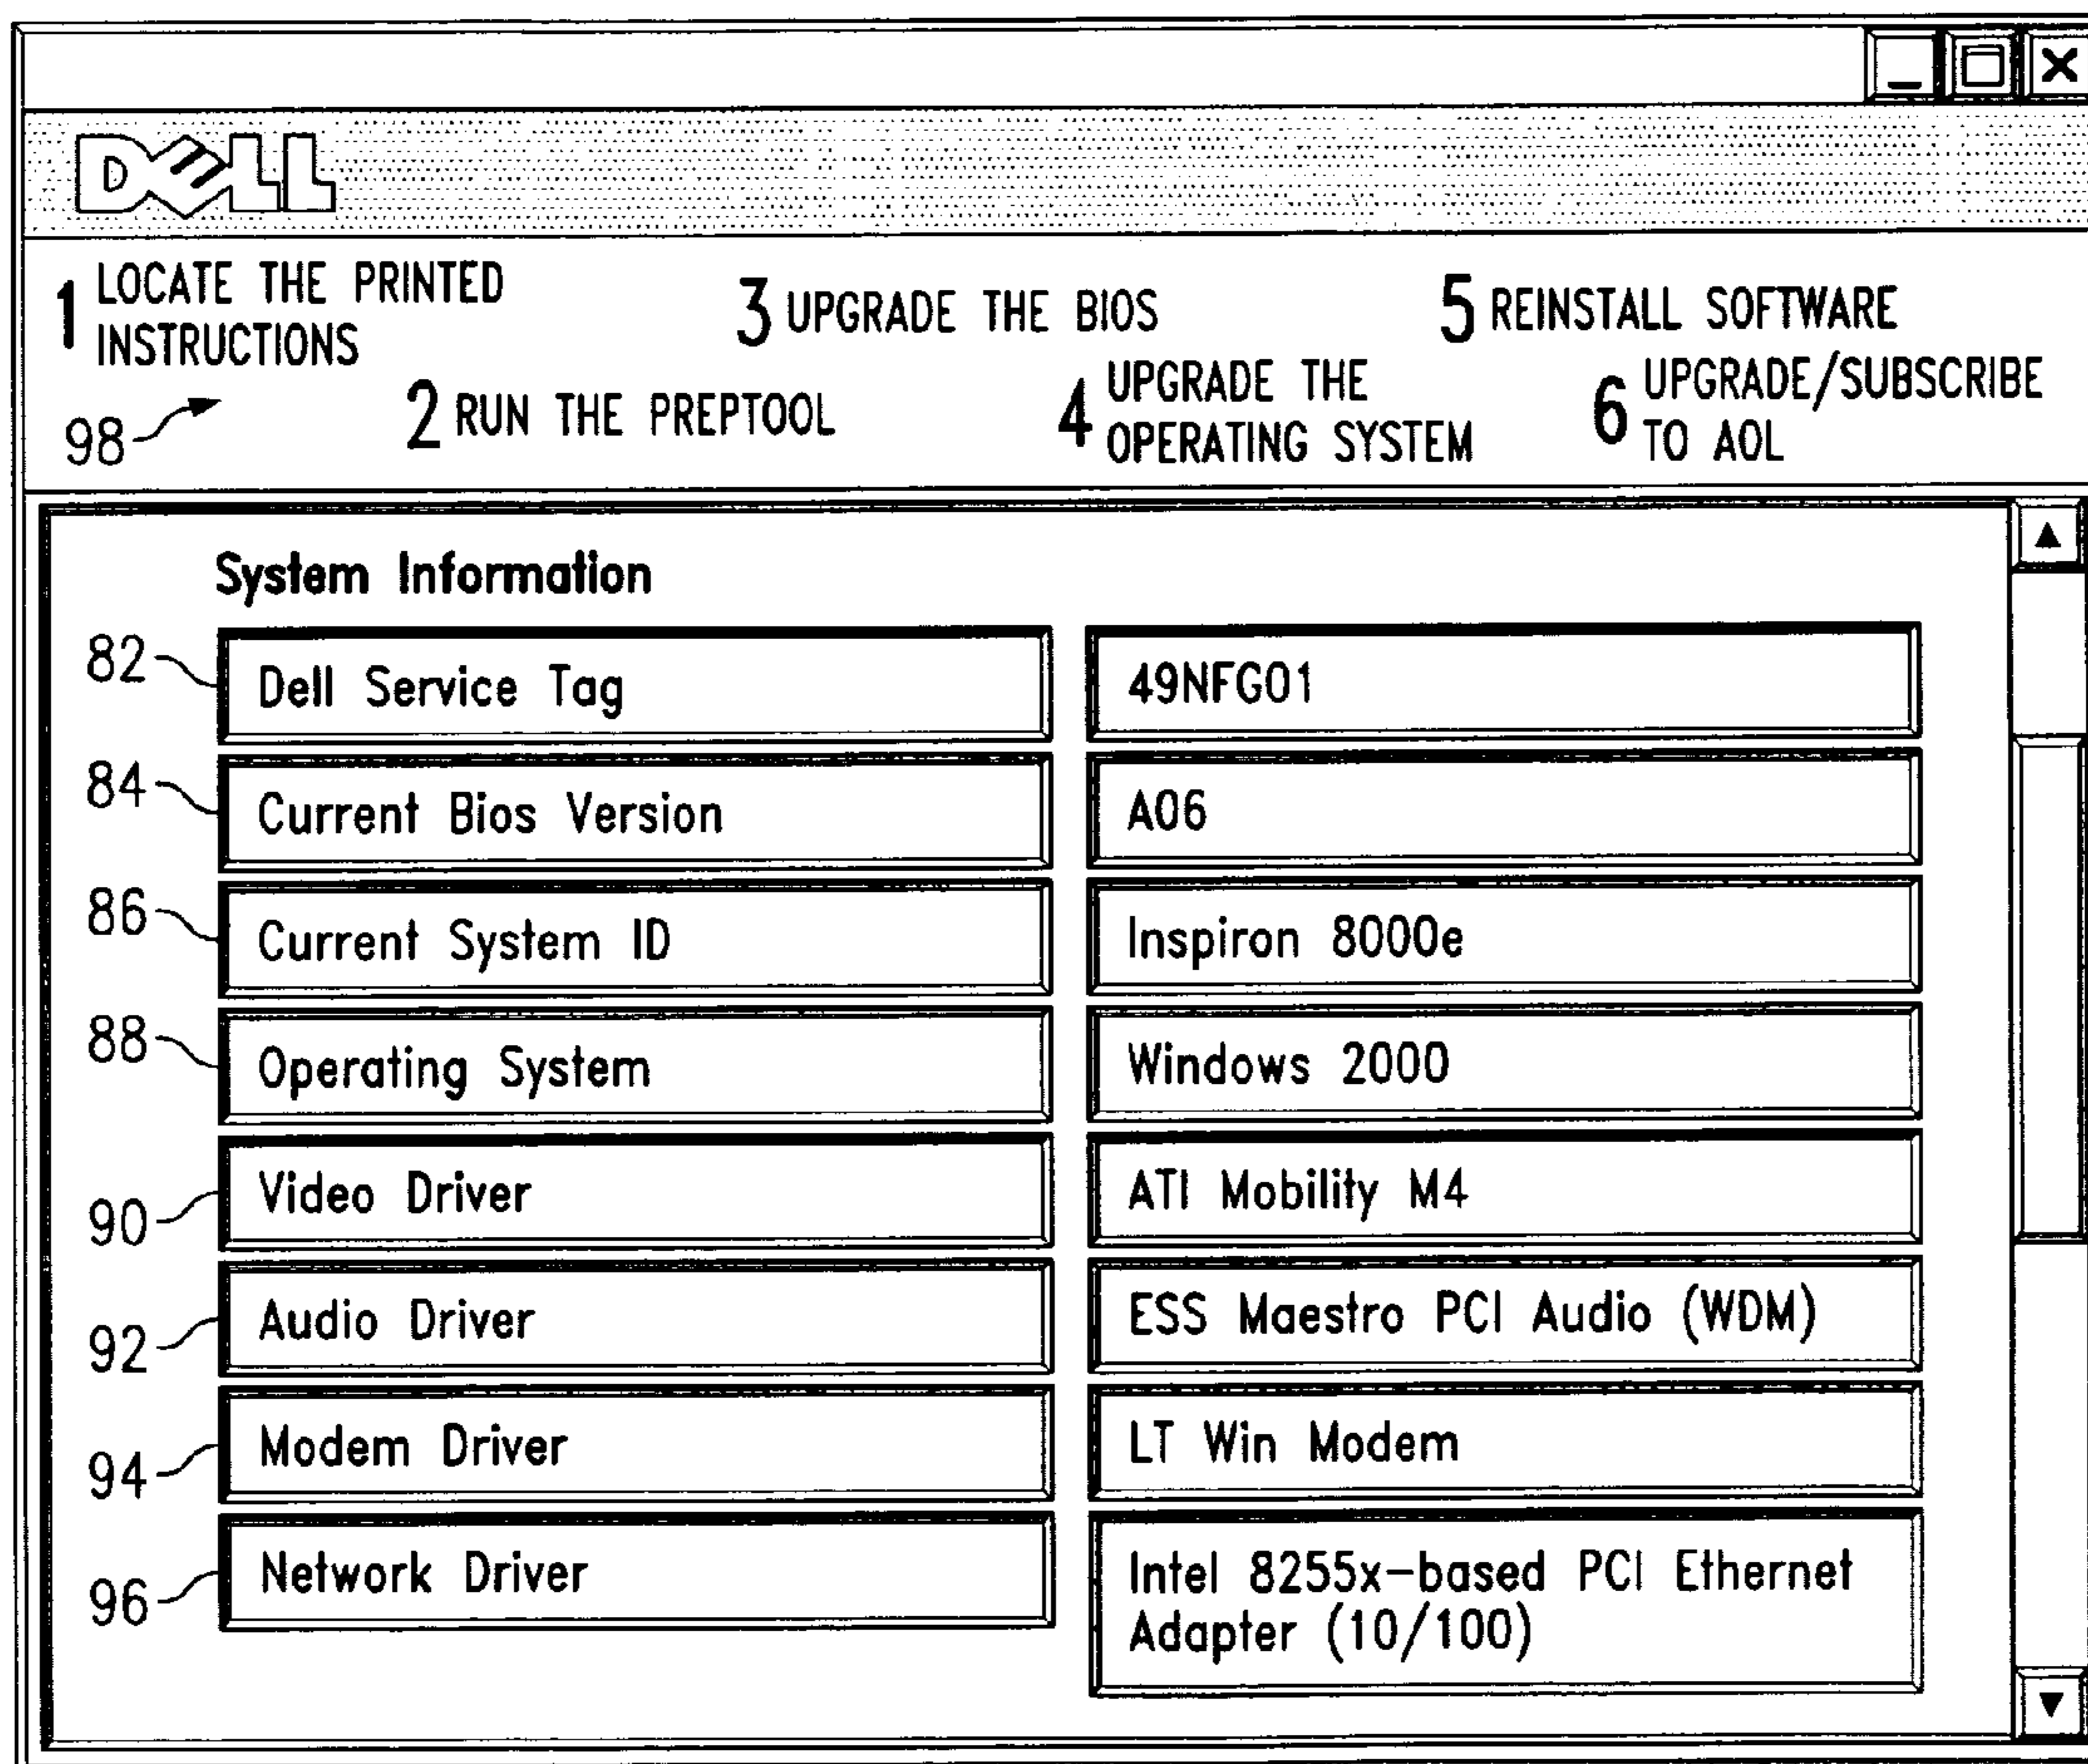 DELL
1 LOCATE THE PRINTED
INSTRUCTIONS
2 RUN THE PREPTOOL
3 UPGRADE THE BIOS
4 UPGRADE THE
OPERATING SYSTEM
5 REINSTALL SOFTWARE
6 UPGRADE/SUBSCRIBE
TO AOL
98
System Information
82 Dell Service Tag 49NFG01
84 Current Bios Version A06
86 Current System ID Inspiron 8000e
88 Operating System Windows 2000
90 Video Driver ATI Mobility M4
92 Audio Driver ESS Maestro PCI Audio (WDM)
94 Modem Driver LT Win Modem
96 Network Driver Intel 8255x-based PCI Ethernet
Adapter (10/100)